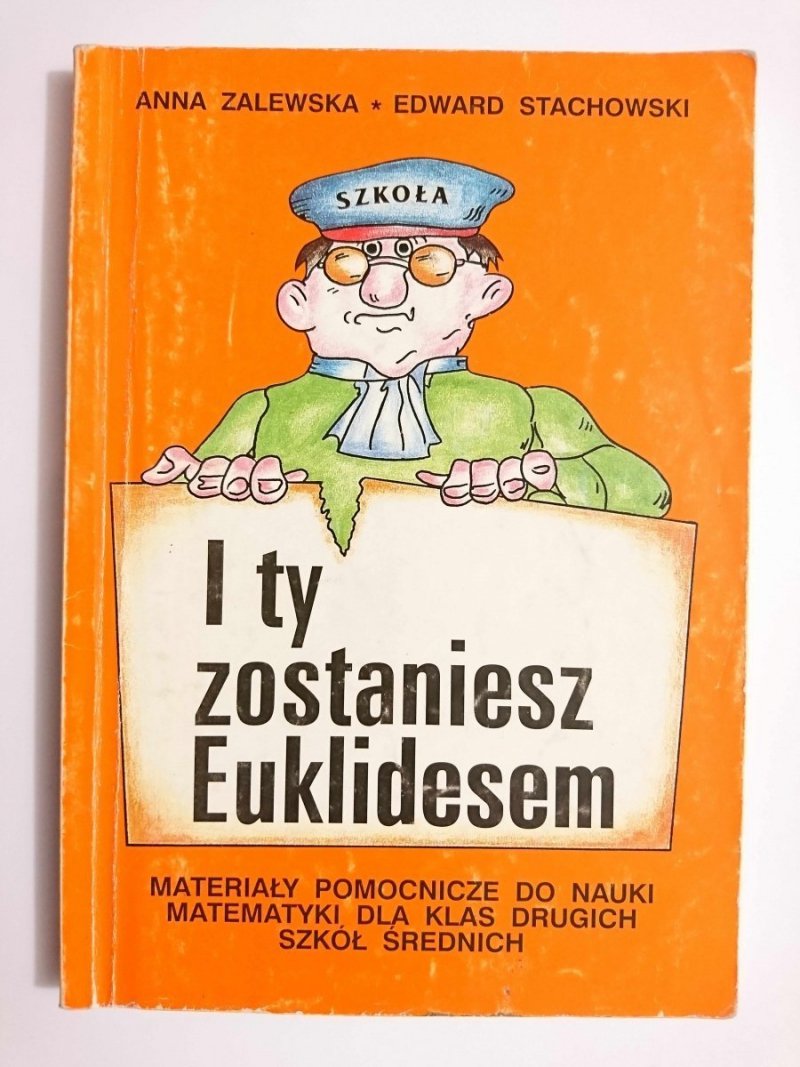 ANNA ZALEWSKA * EDWARD STACHOWSKI
SZKOŁA
I ty
zostaniesz
Euklidesem
MATERIAŁY POMOCNICZE DO NAUKI
MATEMATYKI DLA KLAS DRUGICH
SZKÓŁ ŚREDNICH